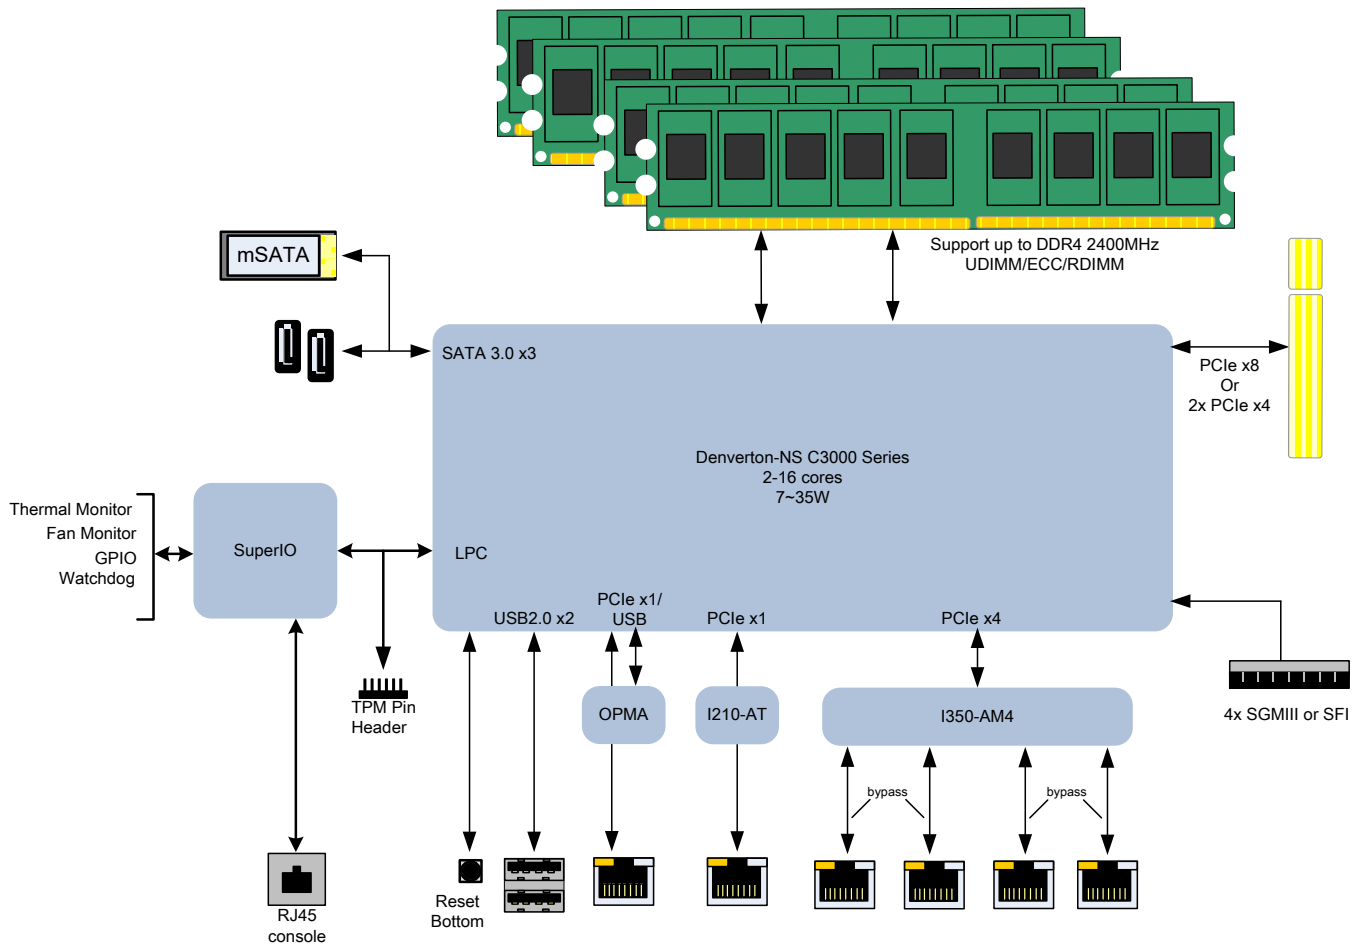 Support up to DDR4 2400MHz
UDIMM/ECC/RDIMM
mSATA
SATA 3.0 x3
PCIe x8
Or
2x PCIe x4
Denverton-NS C3000 Series
2-16 cores
7~35W
Thermal Monitor
Fan Monitor
GPIO
Watchdog
SuperIO
LPC
USB2.0 x2
PCIe x1/
USB
PCIe x1
PCIe x4
TPM Pin
Header
OPMA
I210-AT
I350-AM4
4x SGMIII or SFI
bypass
bypass
Reset
Bottom
RJ45
console